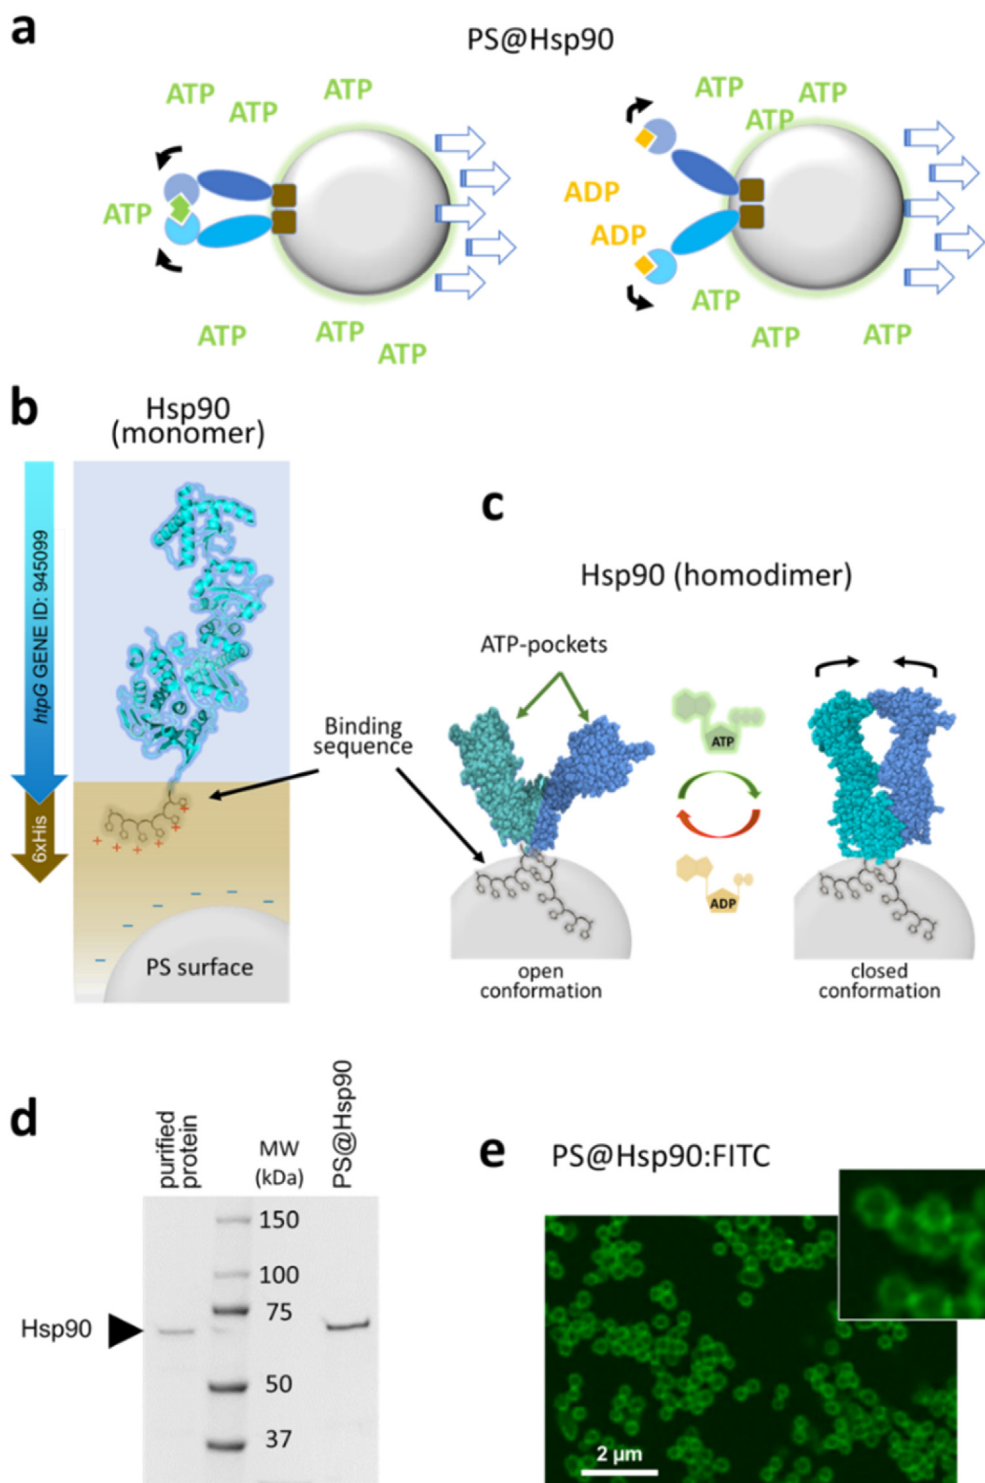 a
PS@Hsp90
ATP
ATP
ATP
ATP
ATP
ATP
ATP
ATP
ATP
ATP
ADP
ADP
ATP
ATP
ATP
b
Hsp90
(monomer)
htpG GENE ID: 945099
6xHis
PS surface
Binding
sequence
c
Hsp90 (homodimer)
ATP-pockets
ATP
ADP
open
conformation
closed
conformation
d
purified
protein
MW
(kDa)
PS@Hsp90
150
100
75
50
37
Hsp90
e
PS@Hsp90:FITC
2 µm